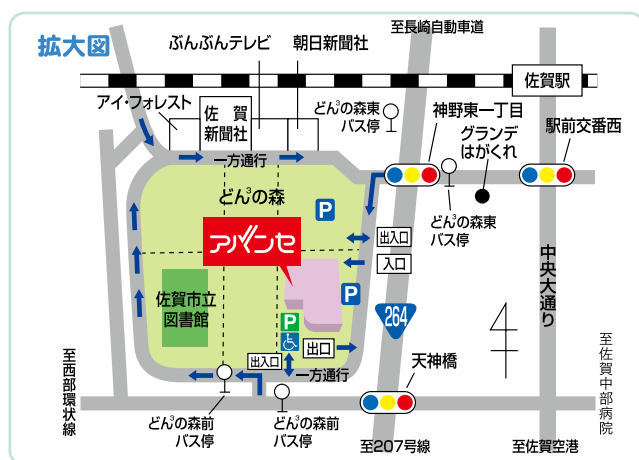 拡大図
ぶんぶんテレビ
朝日新聞社
至長崎自動車道
佐賀駅
アイ・フォレスト
佐賀
新聞社
どん³の森東
バス停
神野東一丁目
グランデ
はがくれ
駅前交番西
一方通行
どん³の森
P
どん³の森東
バス停
アバンセ
出入口
入口
中央大通り
佐賀市立
図書館
P
264
P
出入口
出口
一方通行
天神橋
至西部環状線
至佐賀中部病院
どん³の森前
バス停
どん³の森前
バス停
至207号線
至佐賀空港